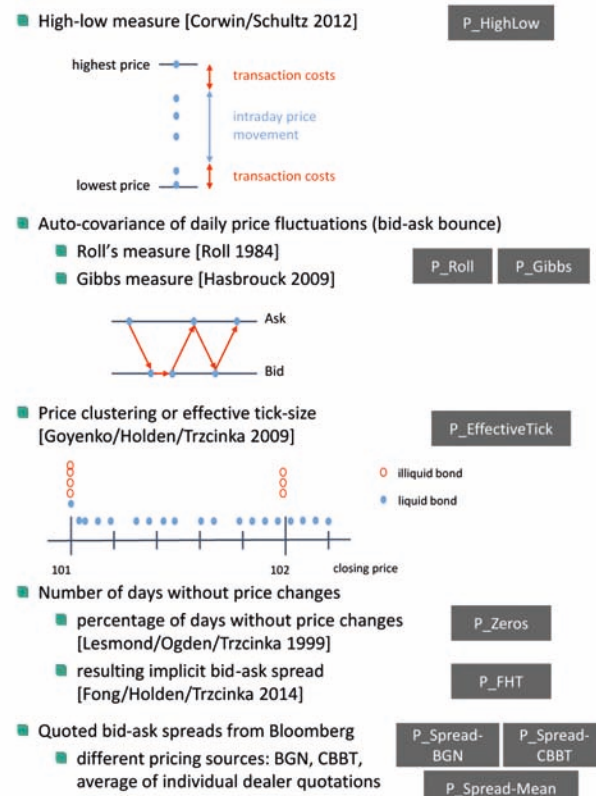 High-low measure [Corwin/Schultz 2012]
P_HighLow
highest price
transaction costs
intraday price
movement
transaction costs
lowest price
Auto-covariance of daily price fluctuations (bid-ask bounce)
Roll's measure [Roll 1984]
Gibbs measure [Hasbrouck 2009]
P_Roll
P_Gibbs
Ask
Bid
Price clustering or effective tick-size
[Goyenko/Holden/Trzcinka 2009]
P_EffectiveTick
illiquid bond
liquid bond
101
102
closing price
Number of days without price changes
percentage of days without price changes
[Lesmond/Ogden/Trzcinka 1999]
P_Zeros
resulting implicit bid-ask spread
[Fong/Holden/Trzcinka 2014]
P_FHT
Quoted bid-ask spreads from Bloomberg
different pricing sources: BGN, CBBT,
average of individual dealer quotations
P_Spread-
BGN
P_Spread-
CBBT
P_Spread-Mean